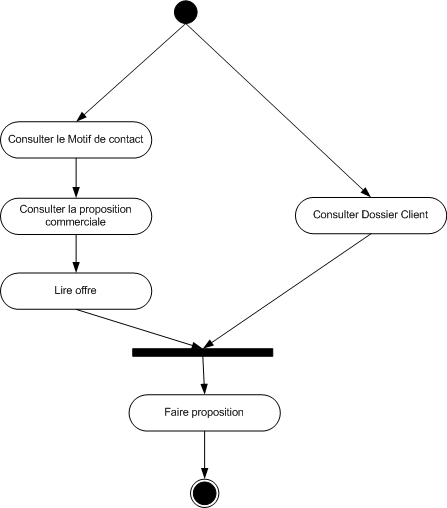 Consulter le Motif de contact
Consulter la proposition
commerciale
Consulter Dossier Client
Lire offre
Faire proposition